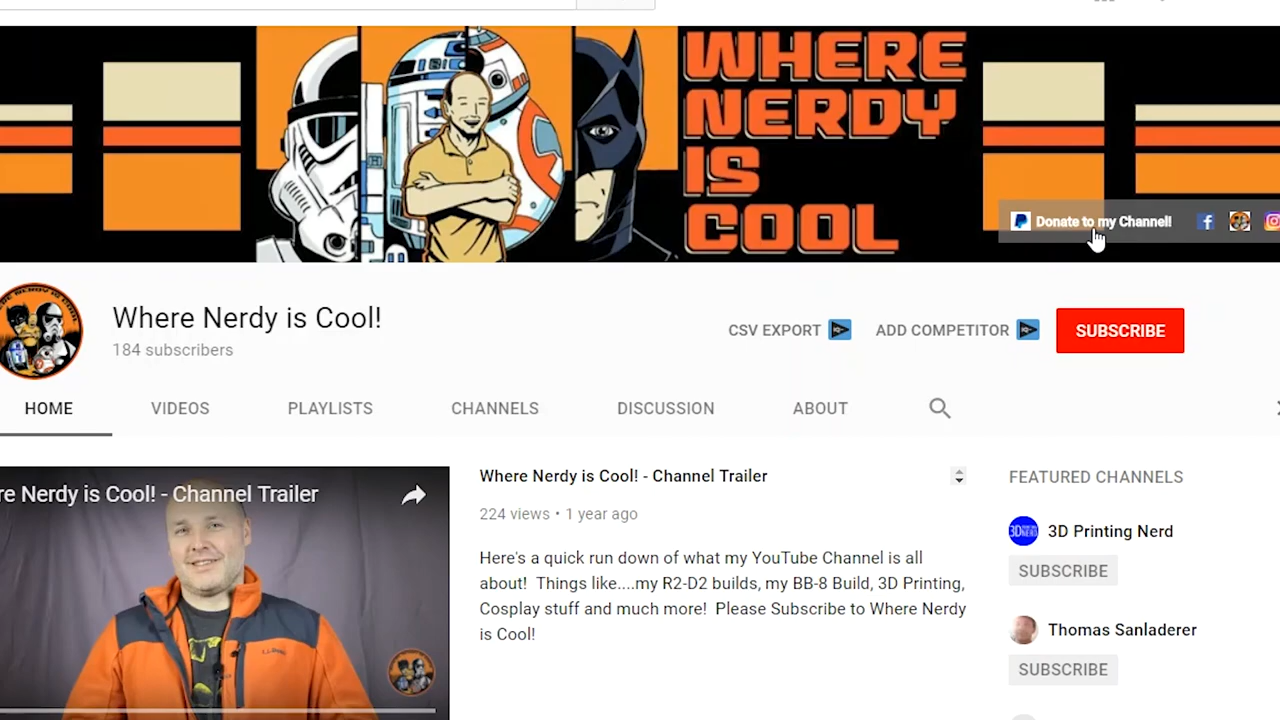 WHERE
NERDY
IS
COOL
Donate to my Channel!
Where Nerdy is Cool!
184 subscribers
CSV EXPORT
ADD COMPETITOR
SUBSCRIBE
HOME VIDEOS PLAYLISTS CHANNELS DISCUSSION ABOUT
re Nerdy is Cool! - Channel Trailer
Where Nerdy is Cool! - Channel Trailer
224 views • 1 year ago
Here's a quick run down of what my YouTube Channel is all
about! Things like....my R2-D2 builds, my BB-8 Build, 3D Printing,
Cosplay stuff and much more! Please Subscribe to Where Nerdy
is Cool!
FEATURED CHANNELS
3D Printing Nerd
SUBSCRIBE
Thomas Sanladerer
SUBSCRIBE